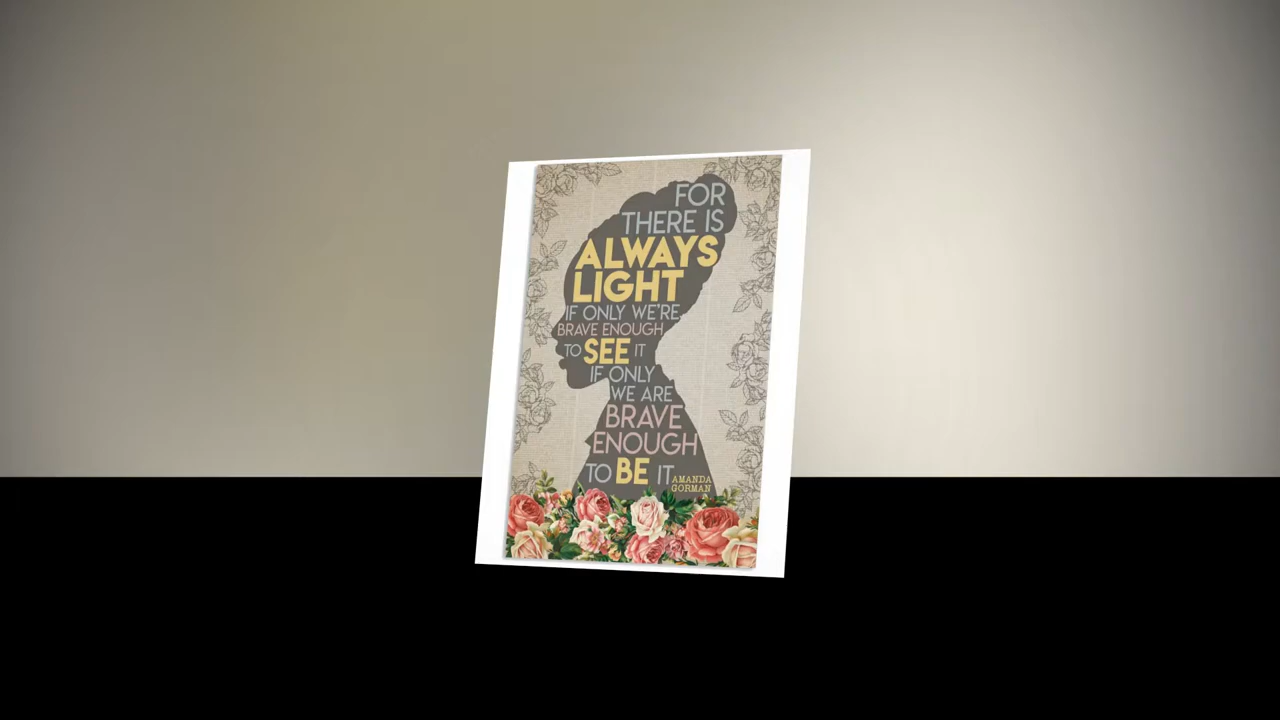 FOR
THERE IS
ALWAYS
LIGHT
IF ONLY WE'RE
BRAVE ENOUGH
TO SEE IT
IF ONLY
WE ARE
BRAVE
ENOUGH
TO BE IT
AMANDA
GORMAN